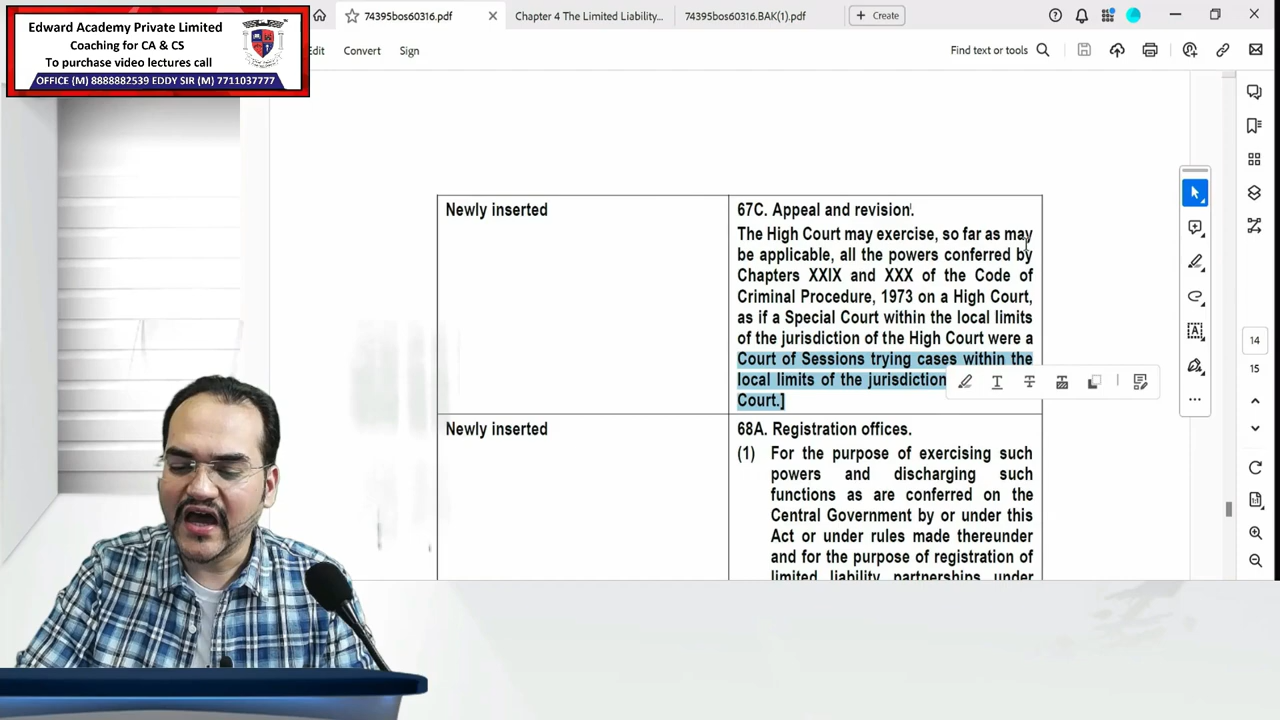 Edward Academy Private Limited
Coaching for CA & CS
To purchase video lectures call
OFFICE (M) 8888882539 EDDY SIR (M) 7711037777
74395bos60316.pdf
Chapter 4 The Limited Liability...
74395bos60316.BAK(1).pdf
Create
Edit
Convert
Sign
Find text or tools
Newly inserted
67C. Appeal and revision.
The High Court may exercise, so far as may
be applicable, all the powers conferred by
Chapters XXIX and XXX of the Code of
Criminal Procedure, 1973 on a High Court,
as if a Special Court within the local limits
of the jurisdiction of the High Court were a
Court of Sessions trying cases within the
local limits of the jurisdiction
Court.]
14
15
Newly inserted
68A. Registration offices.
(1) For the purpose of exercising such
powers and discharging such
functions as are conferred on the
Central Government by or under this
Act or under rules made thereunder
and for the purpose of registration of
limited liability partnerships under